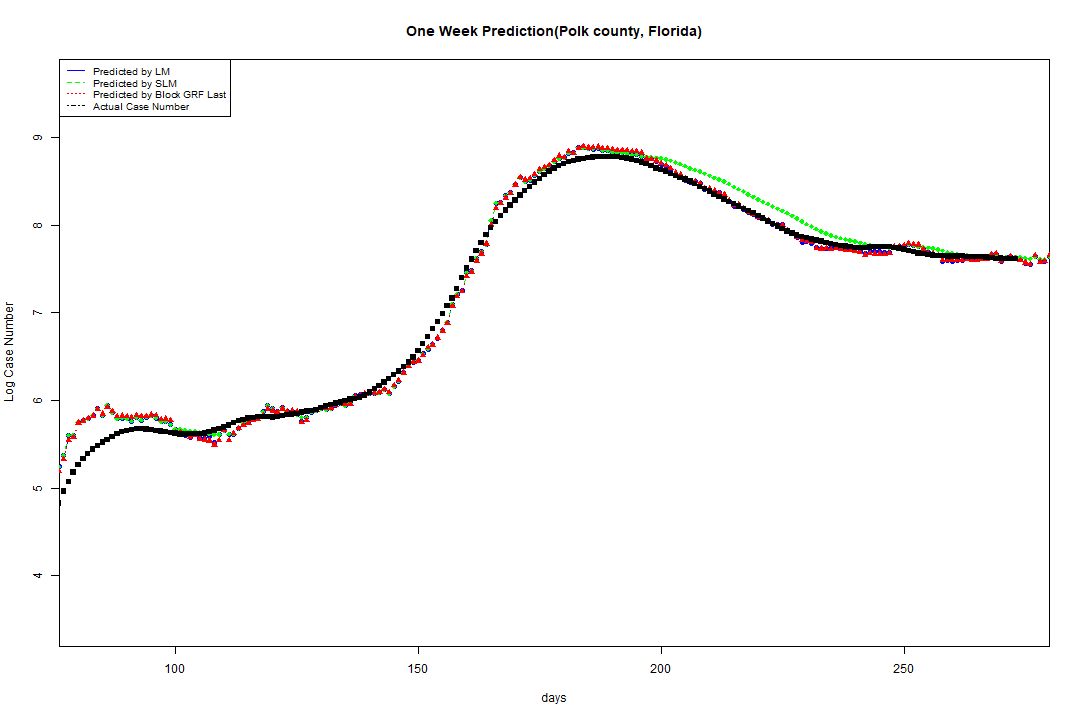 One Week Prediction(Polk county, Florida)
Predicted by LM
Predicted by SLM
Predicted by Block GRF Last
Actual Case Number
9
8
7
6
5
4
Log Case Number
100 150 200 250
days